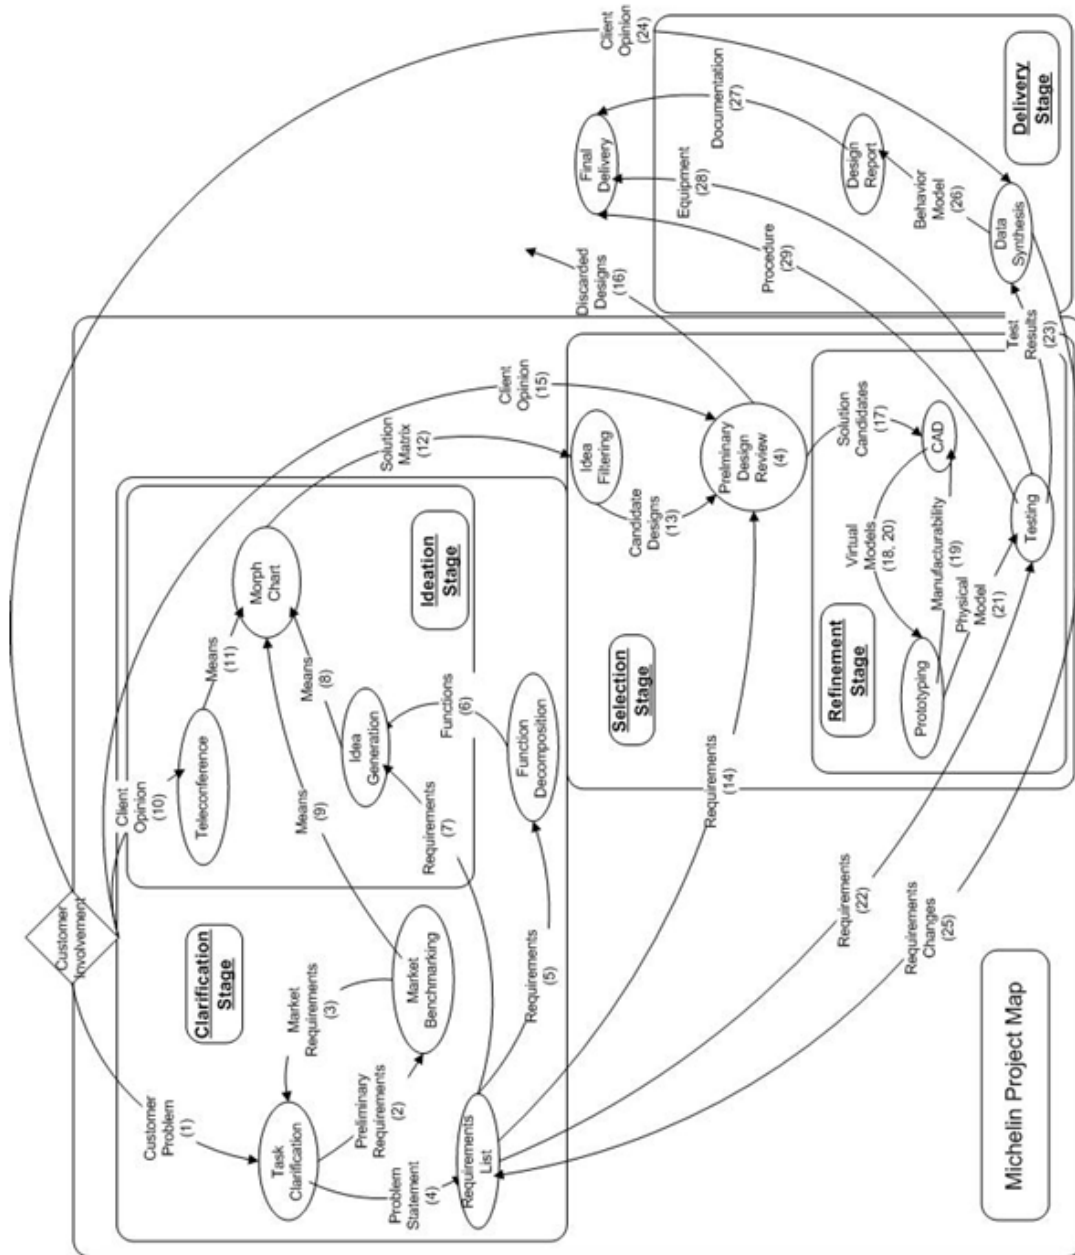 Michelin Project Map
Customer
Involvement
Clarification
Stage
Customer
Problem
(1)
Task
Clarification
Preliminary
Requirements
(2)
Market
Requirements
(3)
Market
Benchmarking
Problem
Statement
(4)
Requirements
List
Requirements
(5)
Function
Decomposition
Functions
(6)
Requirements
(7)
Idea
Generation
Means
(8)
Means
(9)
Client
Opinion
(10)
Teleconference
Means
(11)
Morph
Chart
Ideation
Stage
Solution
Matrix
(12)
Idea
Filtering
Candidate
Designs
(13)
Requirements
(14)
Client
Opinion
(15)
Prelminary
Design
Review
(4)
Selection
Stage
Discarded
Designs
(16)
Solution
Candidates
(17)
CAD
Virtual
Models
(18, 20)
Manufacturability
(19)
Prototyping
Physical
Model
(21)
Refinement
Stage
Requirements
(22)
Testing
Test
Results
(23)
Client
Opinion
(24)
Data
Synthesis
Requirements
Changes
(25)
Behavior
Model
(26)
Design
Report
Documentation
(27)
Equipment
(28)
Procedure
(29)
Final
Delivery
Delivery
Stage